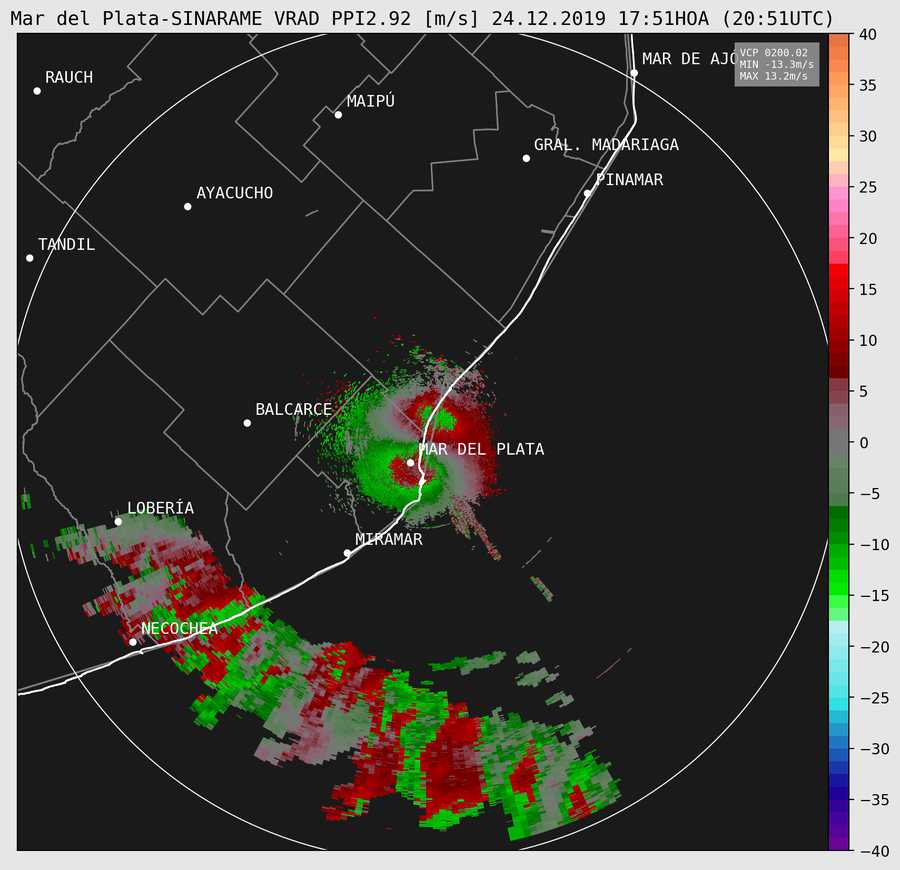 Mar del Plata-SINARAME VRAD PPI2.92 [m/s] 24.12.2019 17:51HOA (20:51UTC)
VCP 0200.02
MIN -13.3m/s
MAX 13.2m/s
MAR DE AJÓ
RAUCH
MAIPÚ
GRAL. MADARIAGA
PINAMAR
AYACUCHO
TANDIL
BALCARCE
MAR DEL PLATA
LOBERÍA
MIRAMAR
NECOCHEA
40
35
30
25
20
15
10
5
0
−5
−10
−15
−20
−25
−30
−35
−40